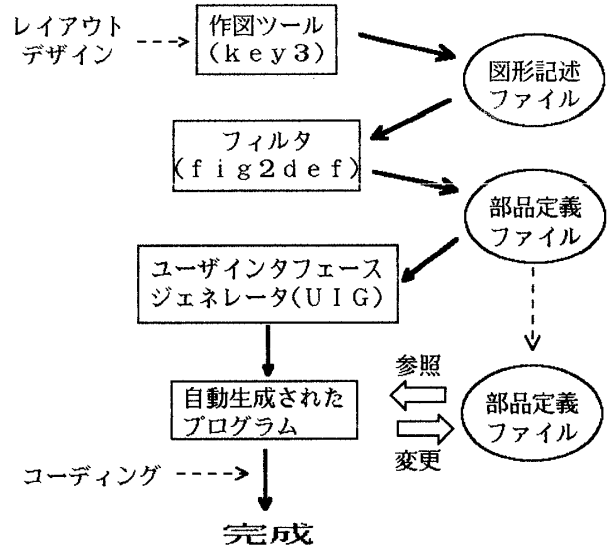 レイアウト
デザイン
作図ツール
(key3)
図形記述
ファイル
フィルタ
(fig2def)
部品定義
ファイル
ユーザインタフェース
ジェネレータ(UIG)
参照
自動生成された
プログラム
部品定義
ファイル
変更
コーディング
完成